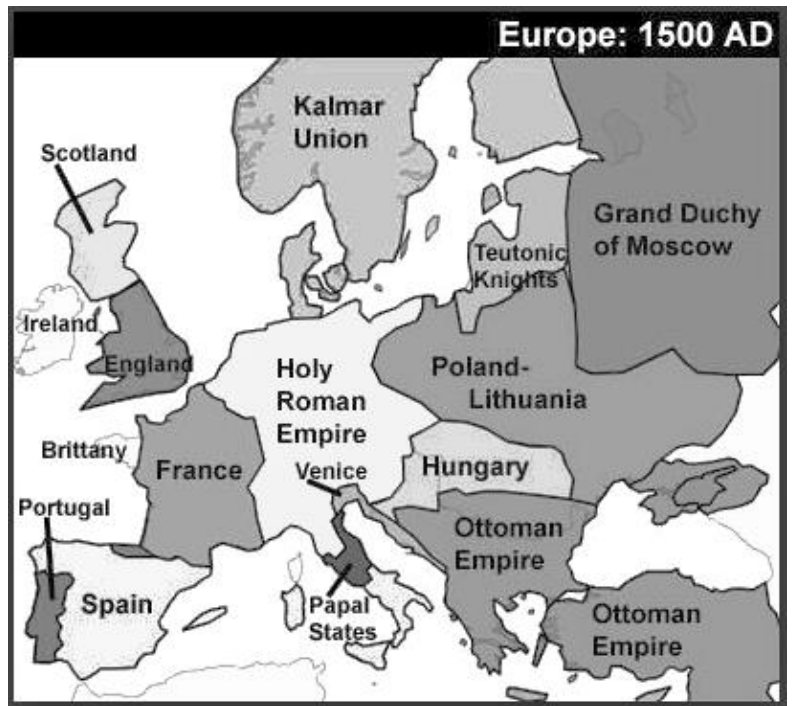 Europe: 1500 AD
Kalmar
Union
Scotland
Grand Duchy
of Moscow
Teutonic
Knights
Ireland
England
Holy
Roman
Empire
Poland-
Lithuania
Brittany
France
Venice
Hungary
Portugal
Ottoman
Empire
Spain
Papal
States
Ottoman
Empire